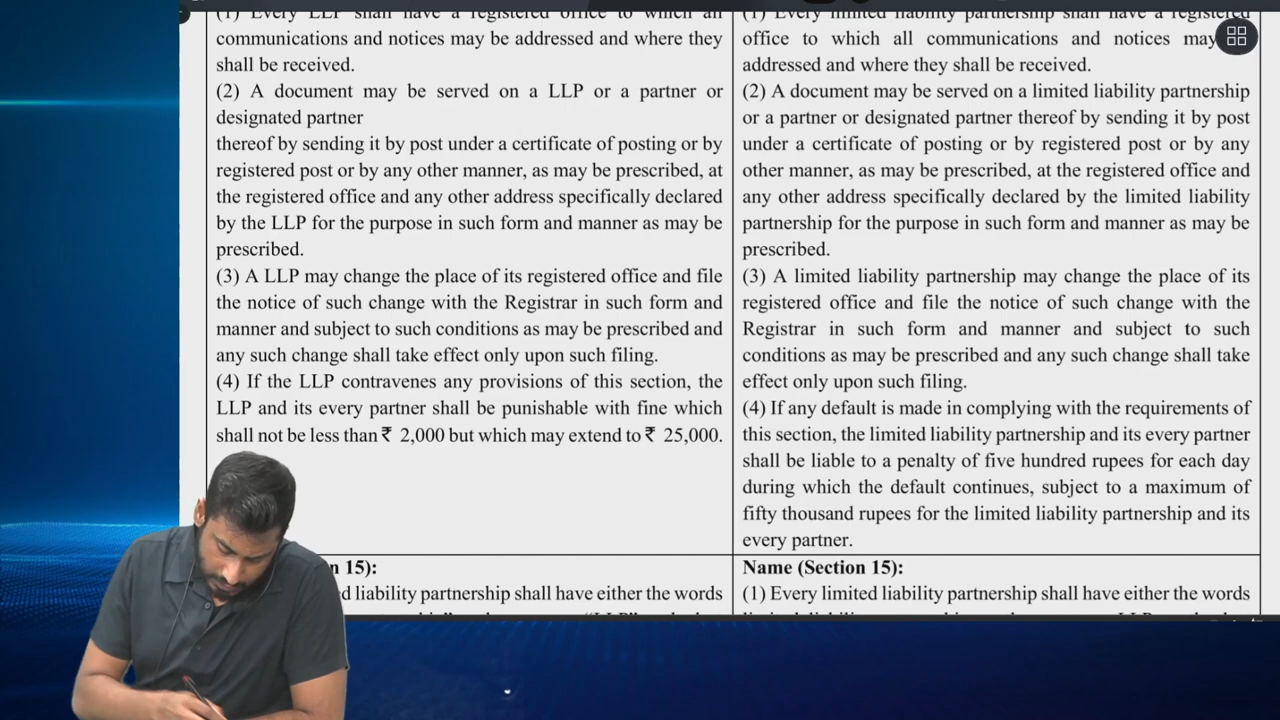 (1) Every LLP shall have a registered office to which all
communications and notices may be addressed and where they
shall be received.
(2) A document may be served on a LLP or a partner or
designated partner
thereof by sending it by post under a certificate of posting or by
registered post or by any other manner, as may be prescribed, at
the registered office and any other address specifically declared
by the LLP for the purpose in such form and manner as may be
prescribed.
(3) A LLP may change the place of its registered office and file
the notice of such change with the Registrar in such form and
manner and subject to such conditions as may be prescribed and
any such change shall take effect only upon such filing.
(4) If the LLP contravenes any provisions of this section, the
LLP and its every partner shall be punishable with fine which
shall not be less than ₹ 2,000 but which may extend to ₹ 25,000.
n 15):
d liability partnership shall have either the words
(1) Every limited liability partnership shall have a registered
office to which all communications and notices may
addressed and where they shall be received.
(2) A document may be served on a limited liability partnership
or a partner or designated partner thereof by sending it by post
under a certificate of posting or by registered post or by any
other manner, as may be prescribed, at the registered office and
any other address specifically declared by the limited liability
partnership for the purpose in such form and manner as may be
prescribed.
(3) A limited liability partnership may change the place of its
registered office and file the notice of such change with the
Registrar in such form and manner and subject to such
conditions as may be prescribed and any such change shall take
effect only upon such filing.
(4) If any default is made in complying with the requirements of
this section, the limited liability partnership and its every partner
shall be liable to a penalty of five hundred rupees for each day
during which the default continues, subject to a maximum of
fifty thousand rupees for the limited liability partnership and its
every partner.
Name (Section 15):
(1) Every limited liability partnership shall have either the words